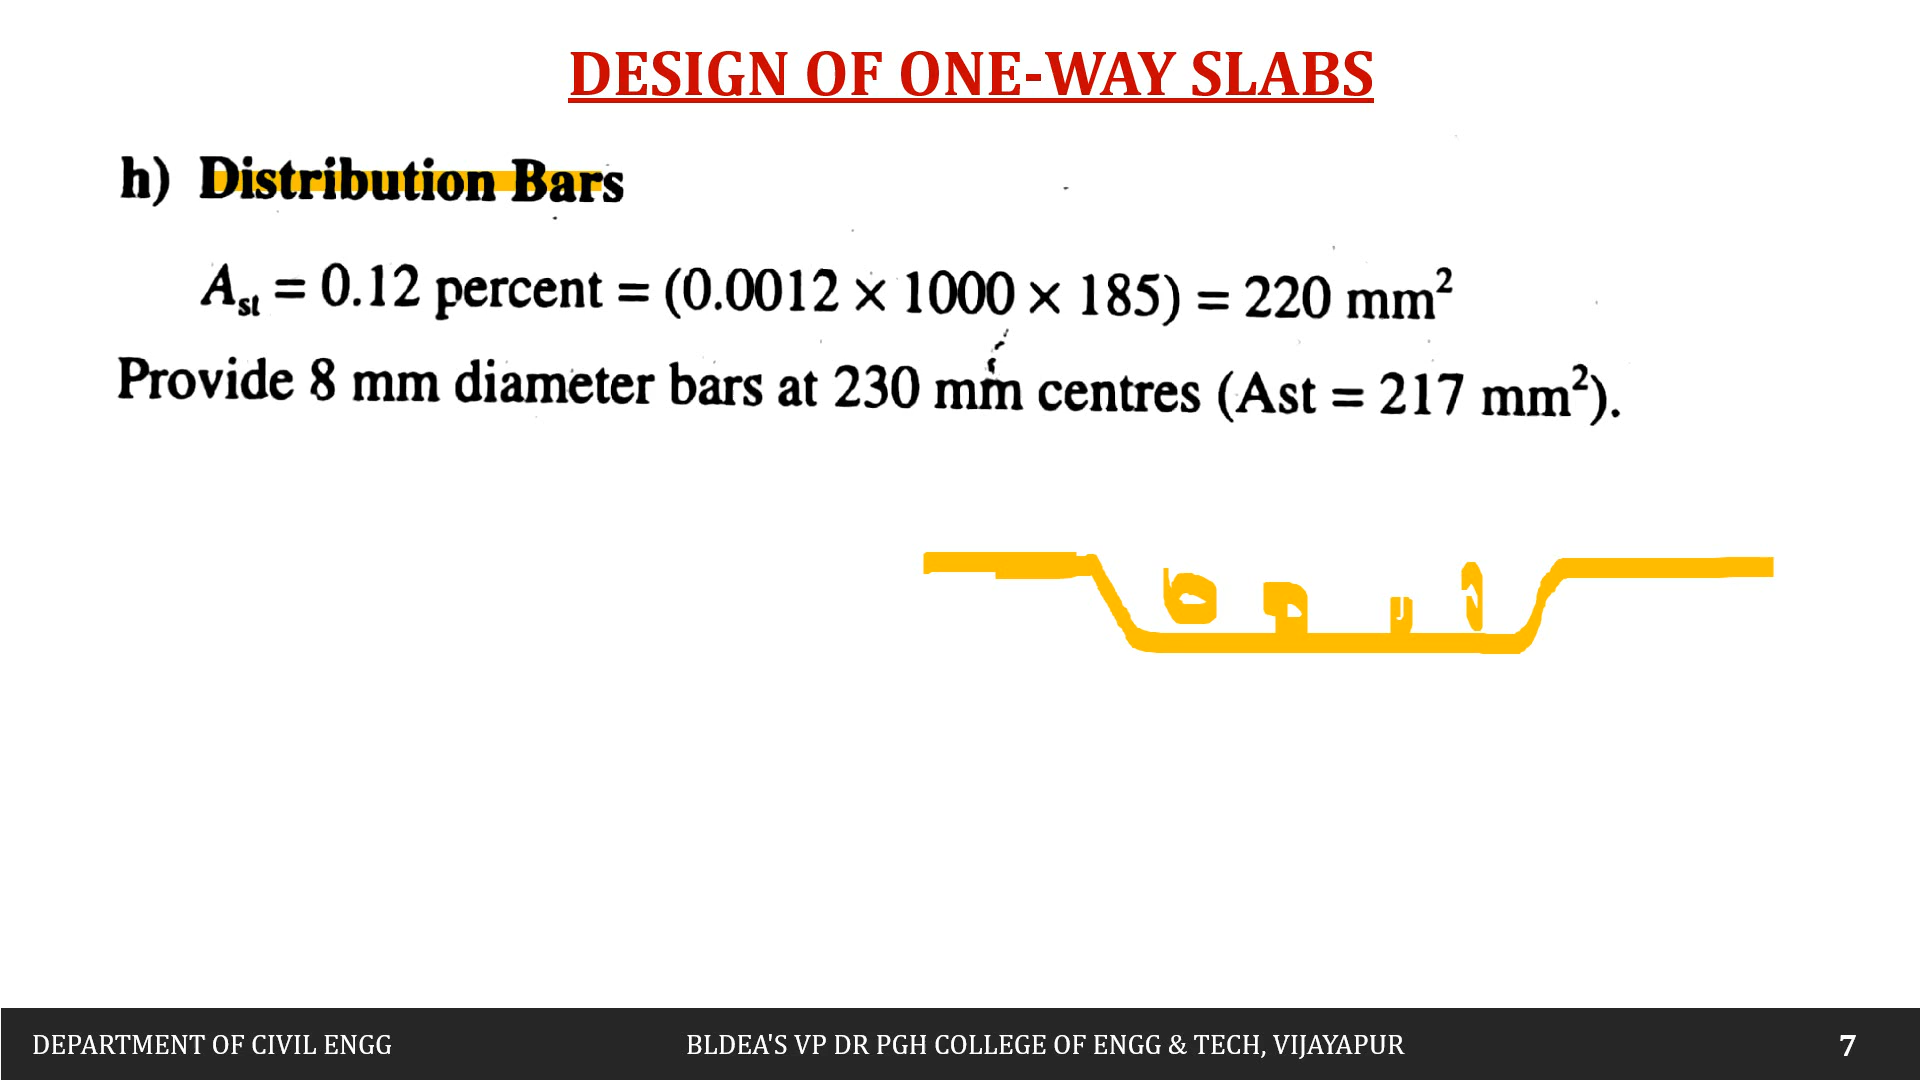 DESIGN OF ONE-WAY SLABS
h) Distribution Bars
Ast = 0.12 percent = (0.0012 × 1000 × 185) = 220 mm²
Provide 8 mm diameter bars at 230 mm centres (Ast = 217 mm²).
DEPARTMENT OF CIVIL ENGG
BLDEA'S VP DR PGH COLLEGE OF ENGG & TECH, VIJAYAPUR
7